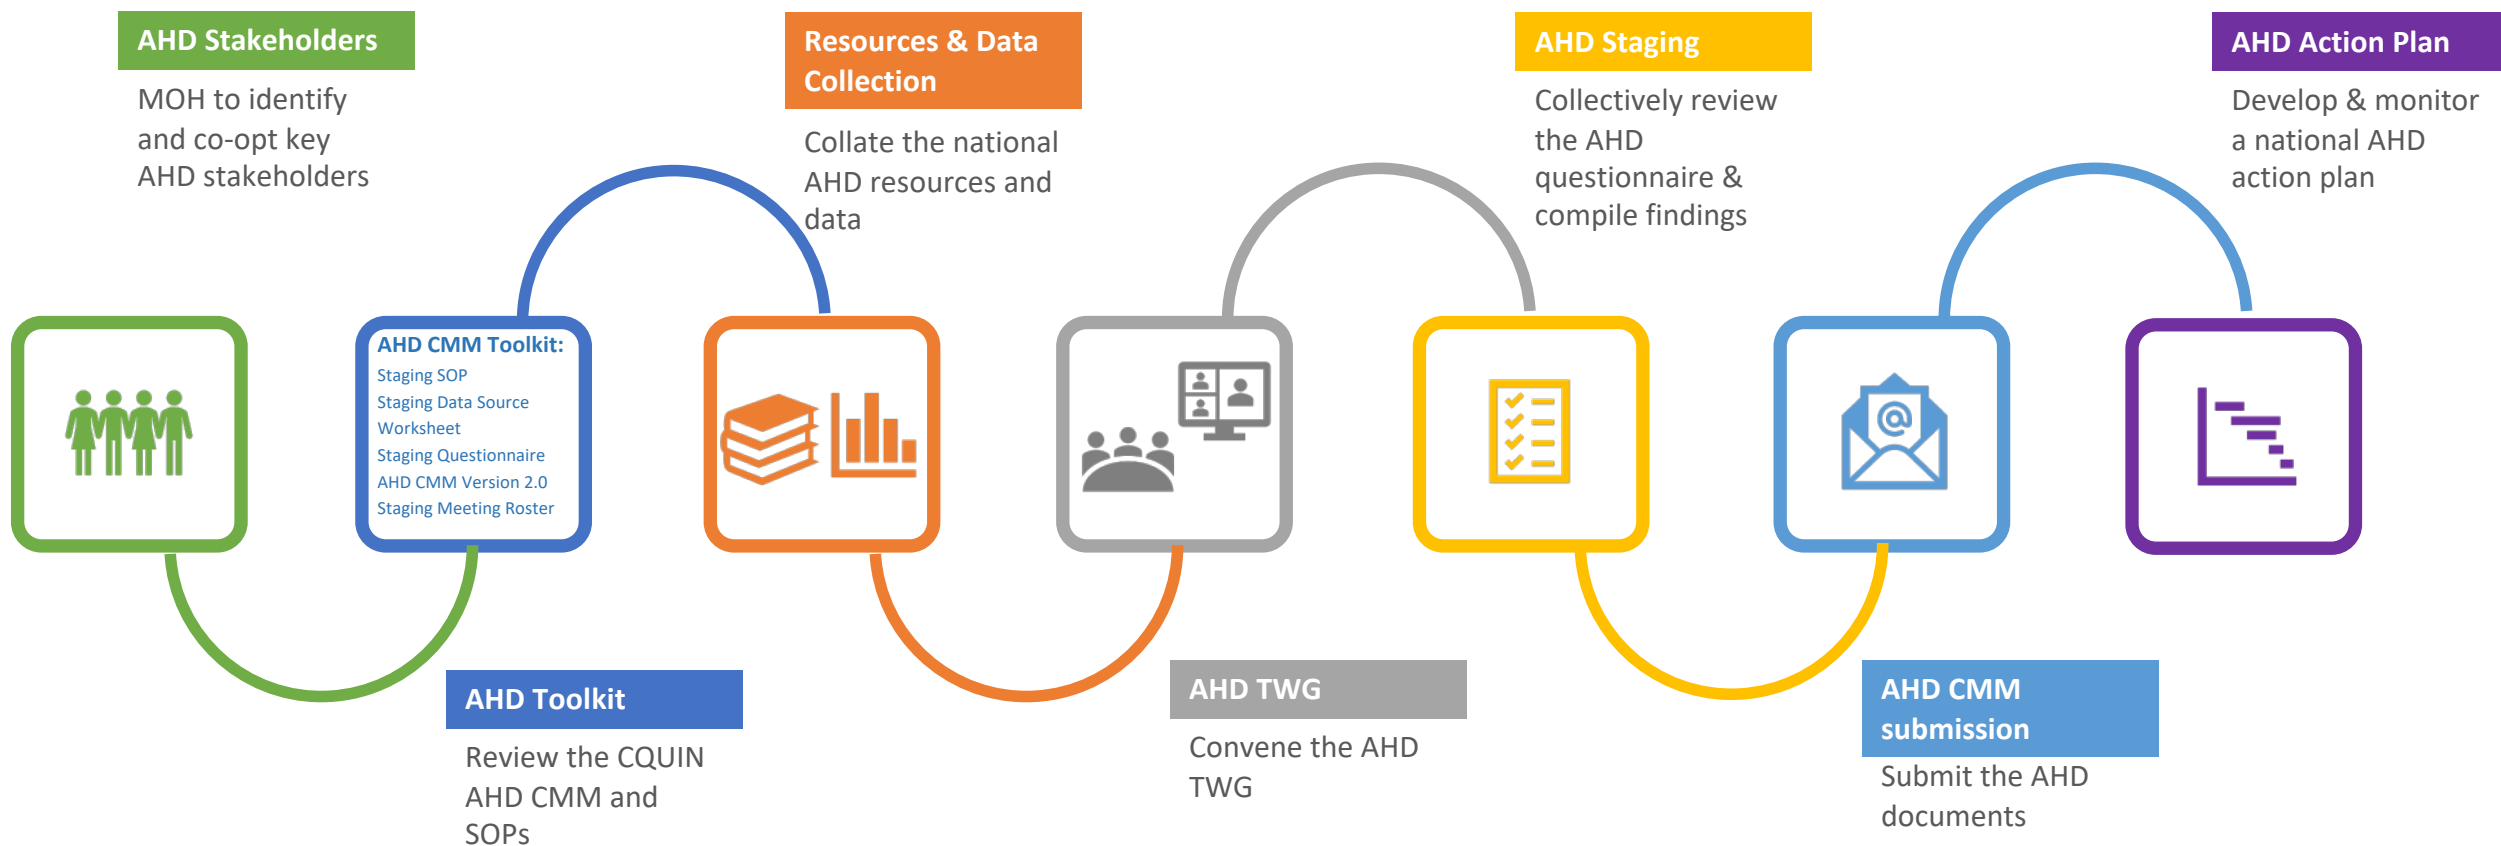 AHD Stakeholders
MOH to identify
and co-opt key
AHD stakeholders
AHD CMM Toolkit:
Staging SOP
Staging Data Source
Worksheet
Staging Questionnaire
AHD CMM Version 2.0
Staging Meeting Roster
AHD Toolkit
Review the CQUIN
AHD CMM and
SOPs
Resources & Data
Collection
Collate the national
AHD resources and
data
AHD TWG
Convene the AHD
TWG
AHD Staging
Collectively review
the AHD
questionnaire &
compile findings
@
AHD CMM
submission
Submit the AHD
documents
AHD Action Plan
Develop & monitor
a national AHD
action plan